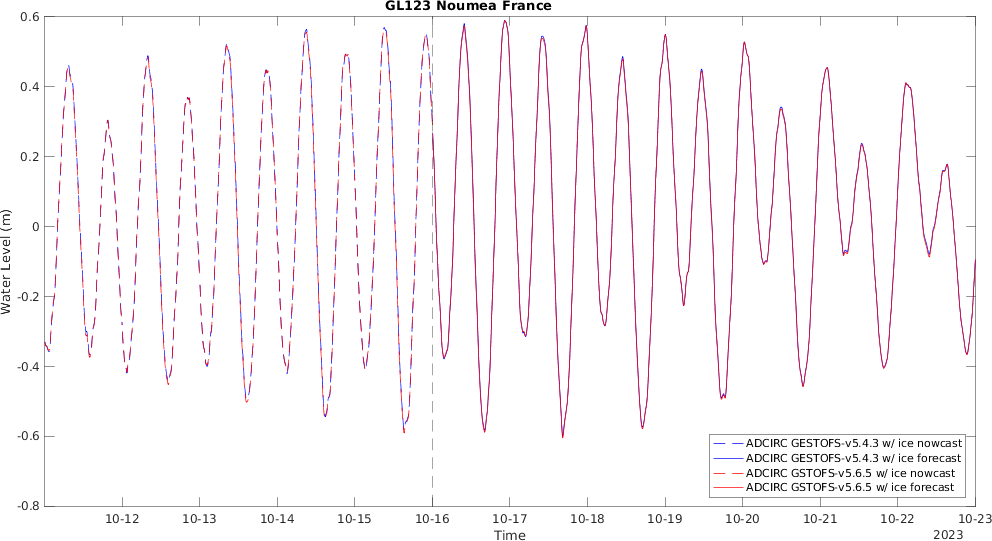 GL123 Noumea France
0.6
0.4
0.2
0
-0.2
-0.4
-0.6
-0.8
Water Level (m)
ADCIRC GESTOFS-v5.4.3 w/ ice nowcast
ADCIRC GESTOFS-v5.4.3 w/ ice forecast
ADCIRC GSTOFS-v5.6.5 w/ ice nowcast
ADCIRC GSTOFS-v5.6.5 w/ ice forecast
10-12 10-13 10-14 10-15 10-16 10-17 10-18 10-19 10-20 10-21 10-22 10-23
Time
2023